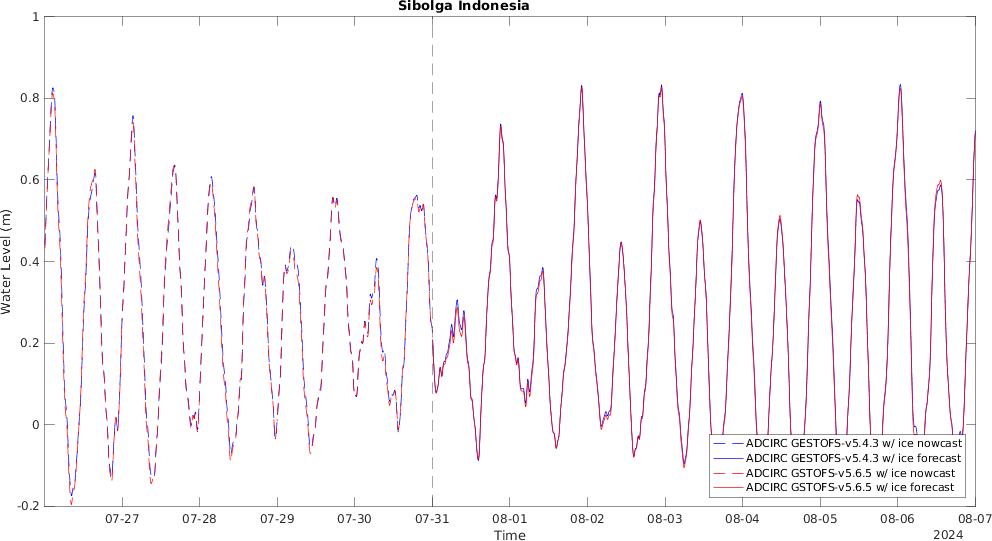 Sibolga Indonesia
1
0.8
0.6
0.4
0.2
0
-0.2
Water Level (m)
07-27 07-28 07-29 07-30 07-31 08-01 08-02 08-03 08-04 08-05 08-06 08-07
Time
2024
ADCIRC GESTOFS-v5.4.3 w/ ice nowcast
ADCIRC GESTOFS-v5.4.3 w/ ice forecast
ADCIRC GSTOFS-v5.6.5 w/ ice nowcast
ADCIRC GSTOFS-v5.6.5 w/ ice forecast